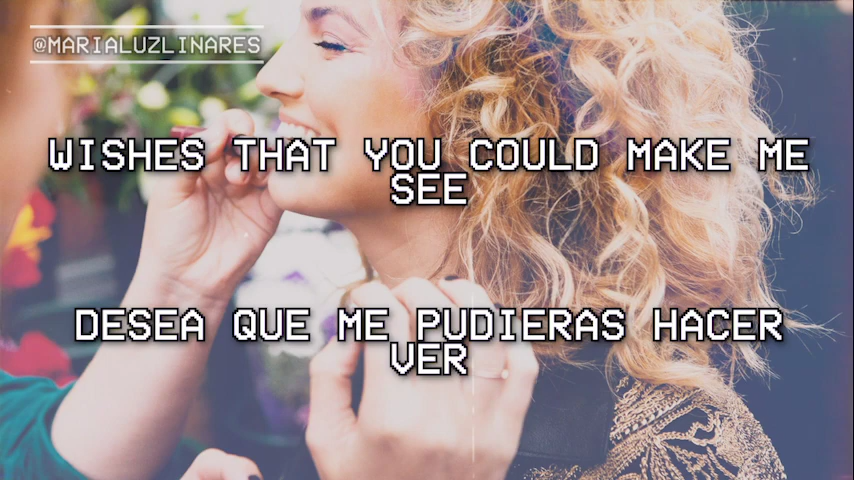 @MARIALUZLINARES
WISHES THAT YOU COULD MAKE ME
SEE
DESEA QUE ME PUDIERAS HACER
VER